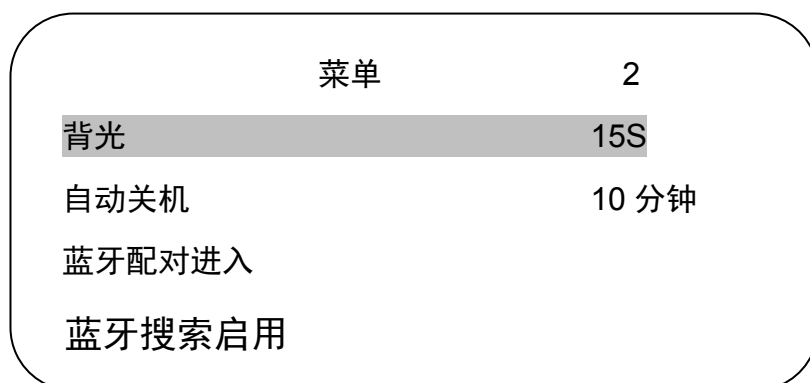 菜单 2
背光 15S
自动关机 10 分钟
蓝牙配对进入
蓝牙搜索启用